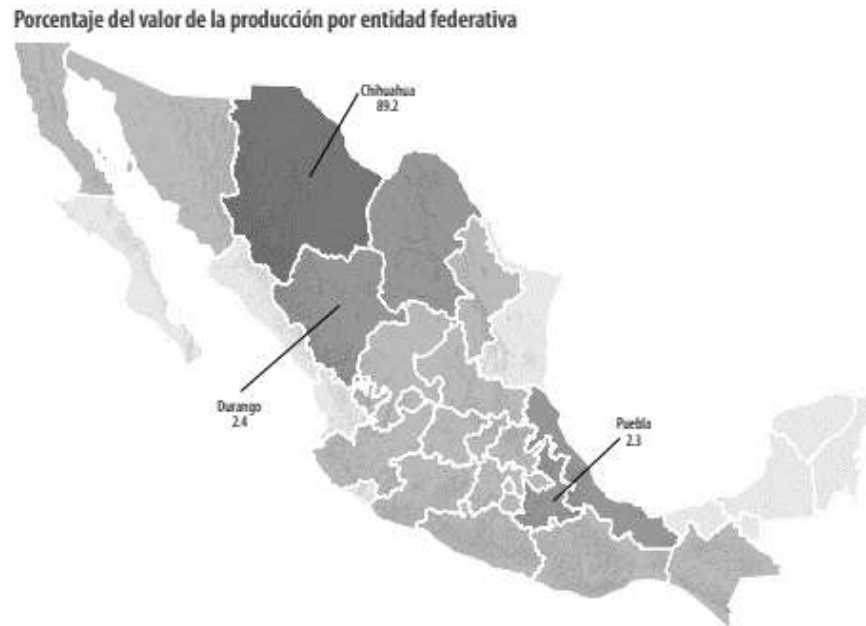 Porcentaje del valor de la producción por entidad federativa
Chihuahua
89.2
Durango
2.4
Puebla
2.3